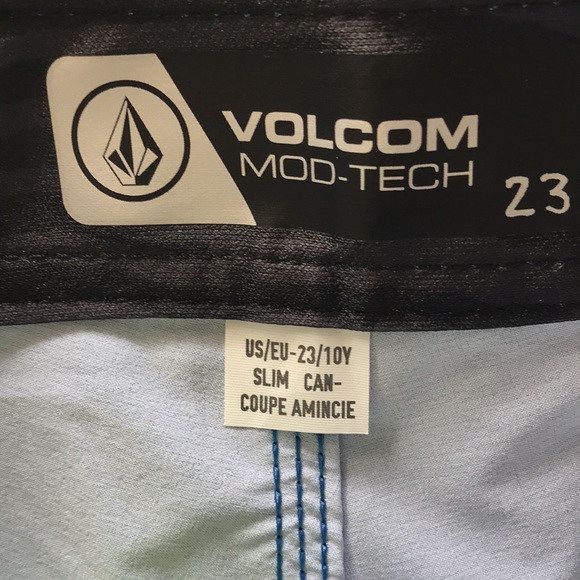 VOLCOM
MOD-TECH
23
US/EU-23/10Y
SLIM CAN-
COUPE AMINCIE